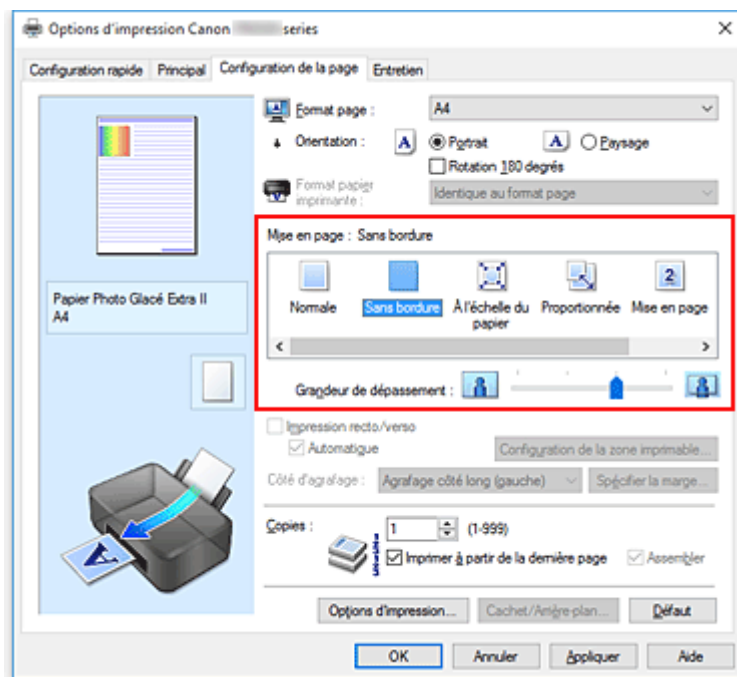 Options d'impression Canon series
Configuration rapide Principal Configuration de la page Entretien
Format page : A4
Orientation : A Portrait A Paysage
Rotation 180 degrés
Format papier imprimante : Identique au format page
Mise en page : Sans bordure
Normale Sans bordure À l'échelle du papier Proportionnée Mise en page
Papier Photo Glacé Extra II
A4
Grandeur de dépassement :
Impression recto/verso
Automatique Configuration de la zone imprimable...
Côté d'agrafage : Agrafage côté long (gauche) Spécifier la marge...
Copies : 1 (1-999)
Imprimer à partir de la dernière page Assembler
Options d'impression... Cachet/Arrière-plan... Défaut
OK Annuler Appliquer Aide